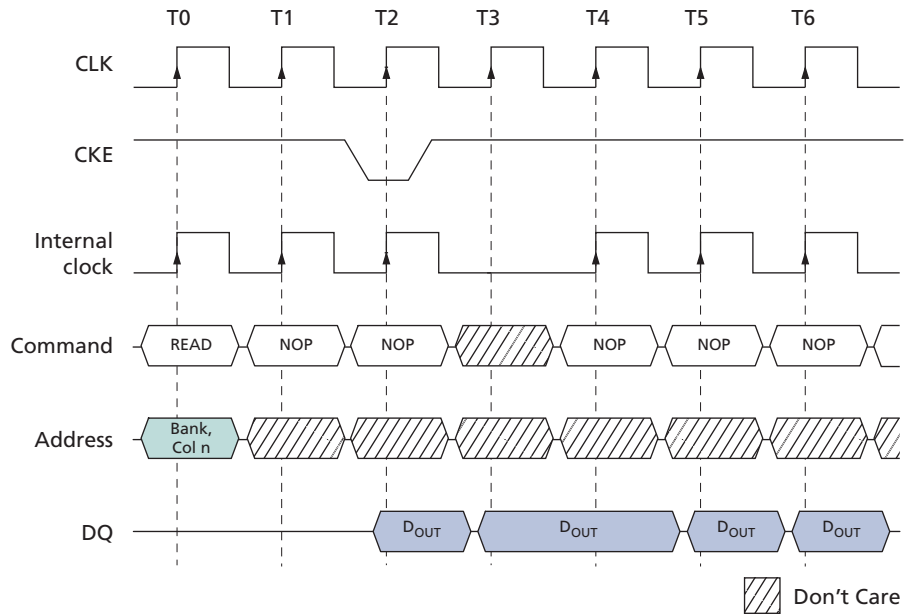 T0 T1 T2 T3 T4 T5 T6
CLK
CKE
Internal
clock
Command READ NOP NOP NOP NOP NOP
Address Bank,
Col n
DQ DOUT DOUT DOUT DOUT
Don't Care